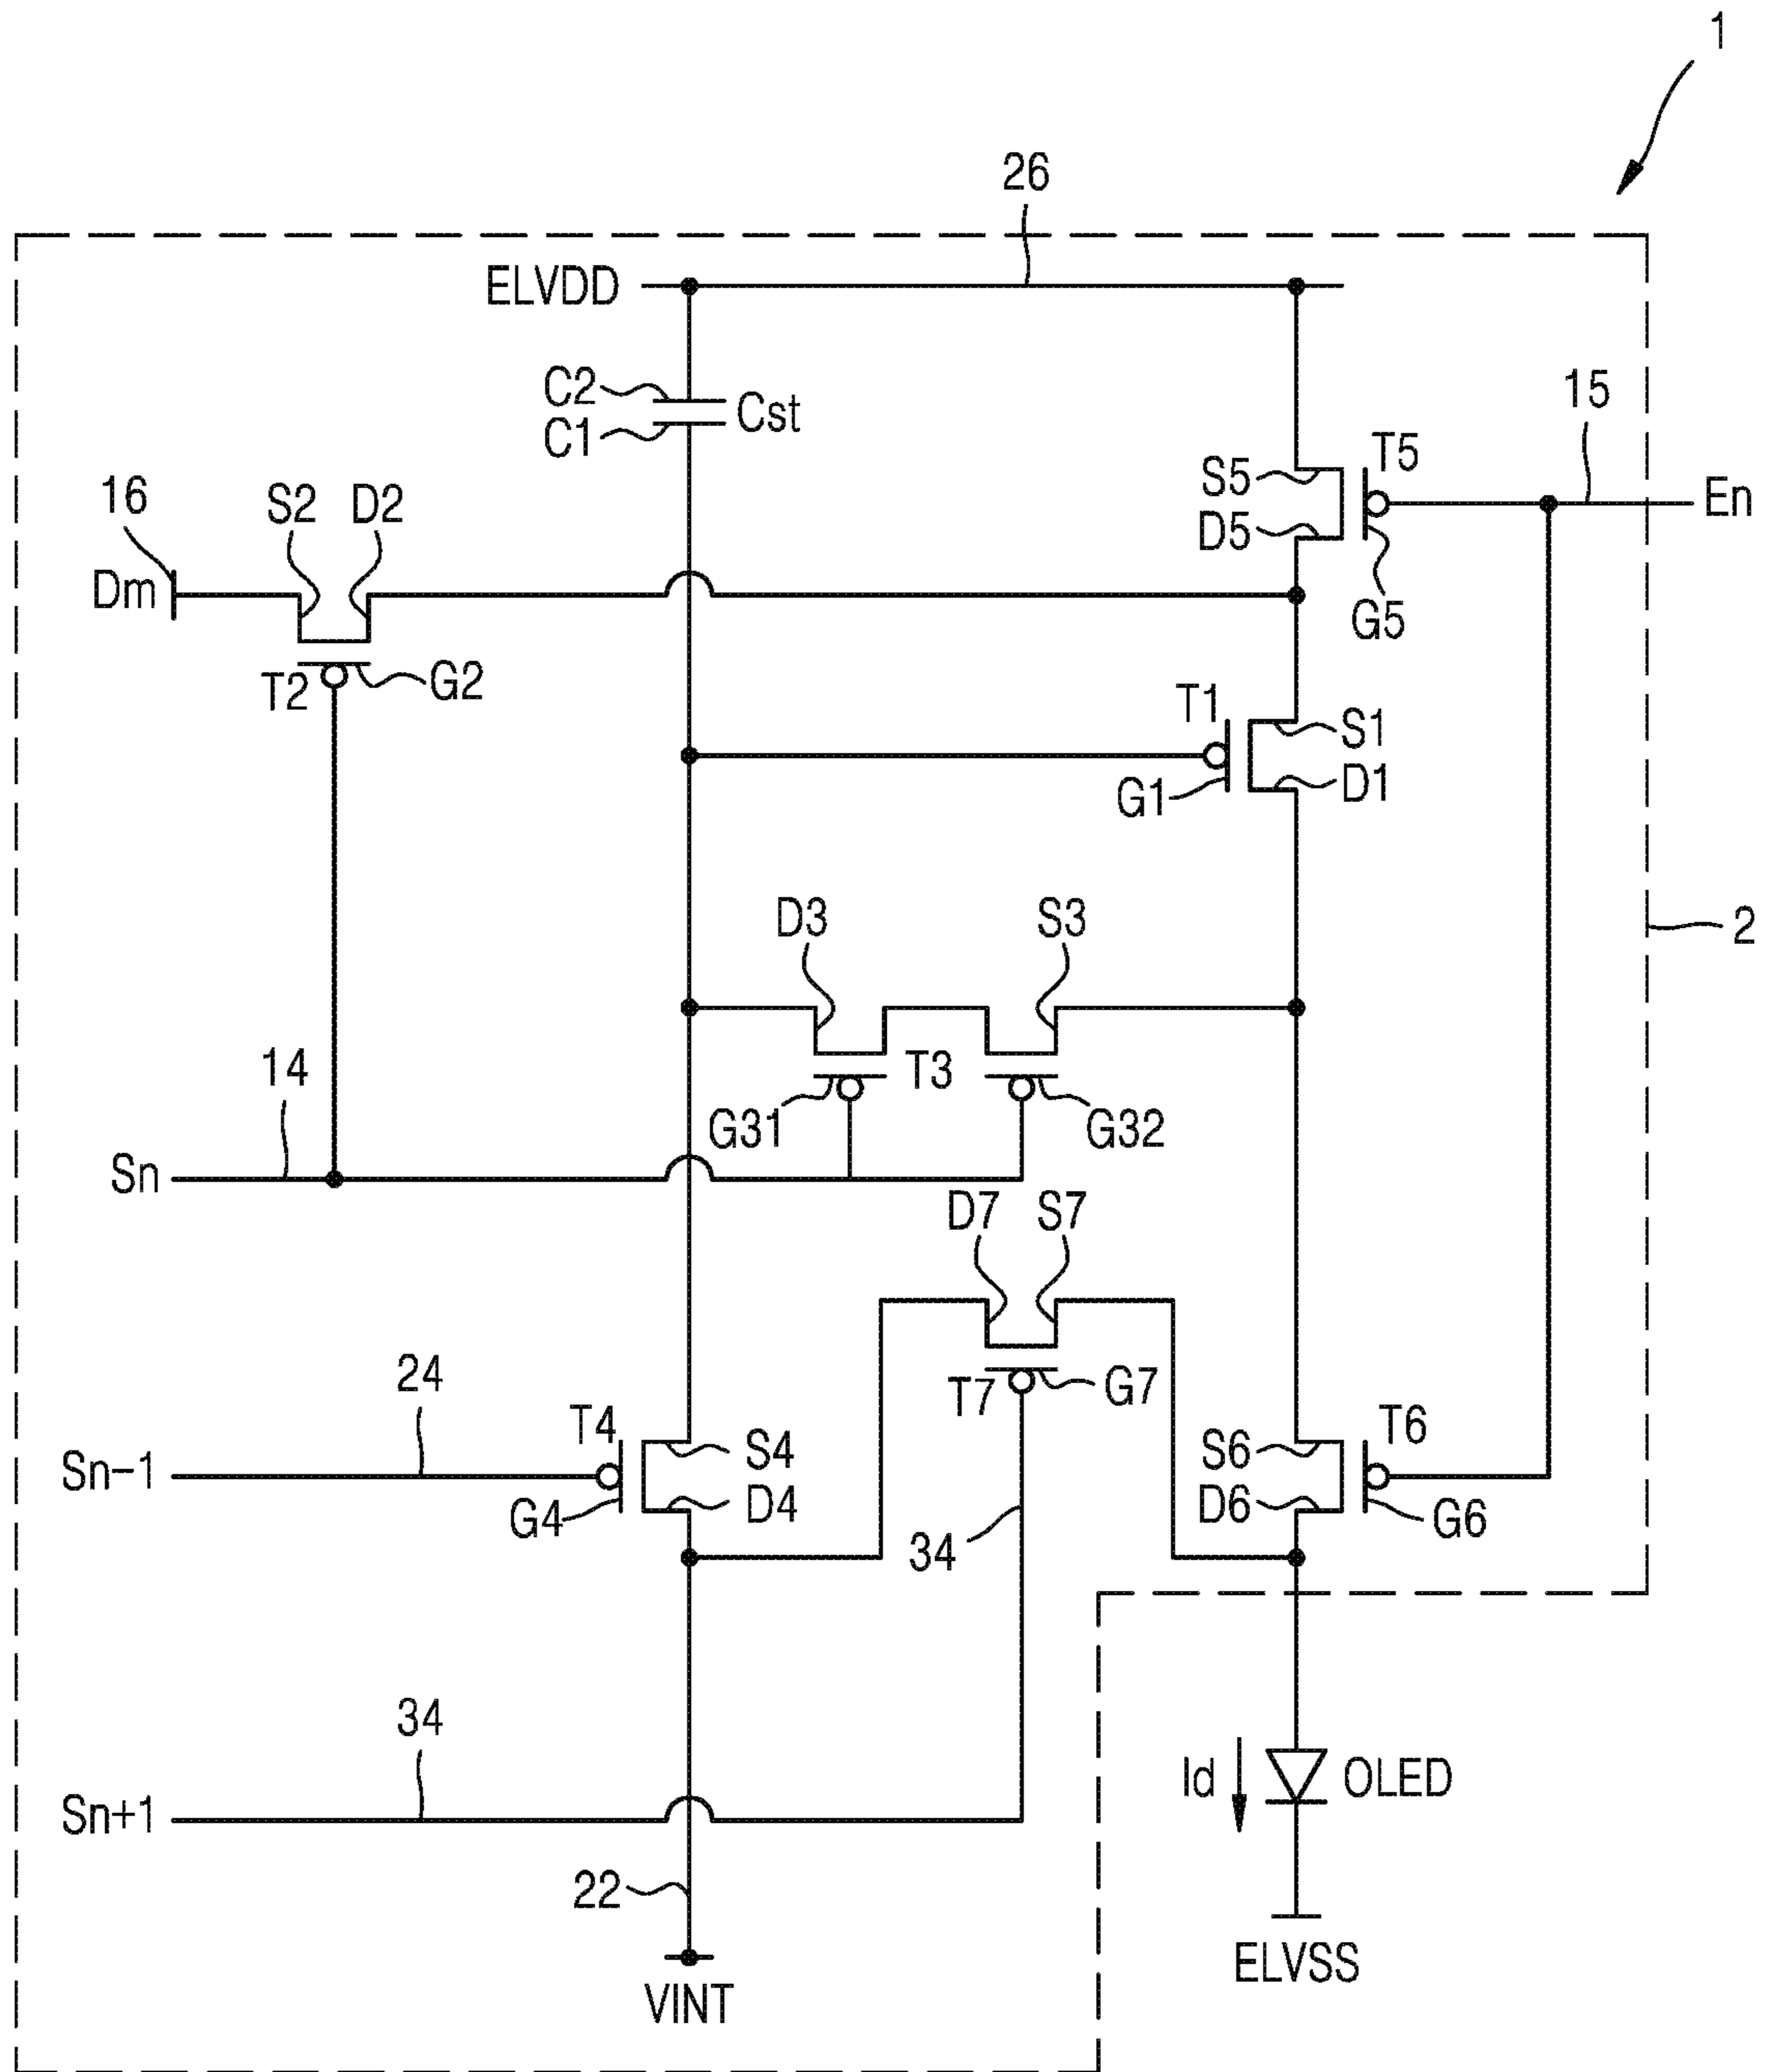 1
26
ELVDD
C2
C1
Cst
15
T5
S5
D5
En
G5
16
S2
D2
Dm
T2
G2
T1
S1
D1
G1
2
D3
S3
T3
14
G31
G32
Sn
D7
S7
24
T4
T7
G7
T6
Sn-1
S4
S6
G4
D4
D6
G6
34
34
Sn+1
Id
OLED
22
VINT
ELVSS